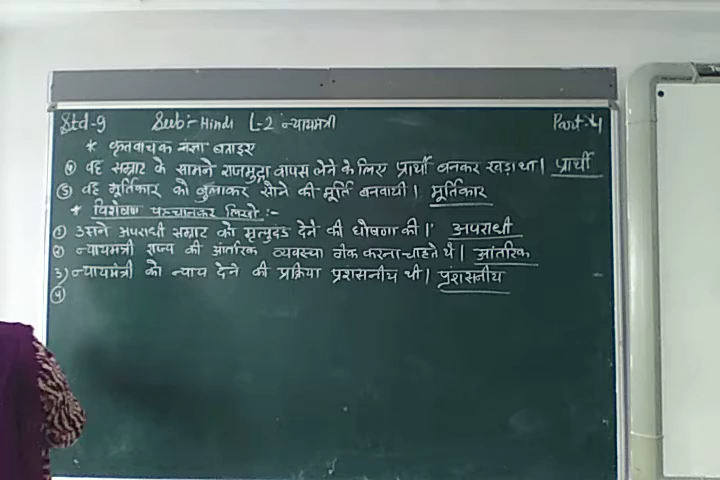 Std-9 Sub:- Hindi L-2 न्यायमंत्री Part-4
* कृतवाचक संज्ञा बताइए
④ वह सम्राट के सामने राजमुद्रा वापस लेने के लिए प्रार्थी बनकर खड़ा था। प्रार्थी
⑤ वह मूर्तिकार को बुलाकर सोने की मूर्ति बनवायी। मूर्तिकार
* विशेषण पहचानकर लिखो :-
① उसने अपराधी सम्राट को मृत्युदंड देने की घोषणा की। अपराधी
② न्यायमंत्री राज्य की आंतरिक व्यवस्था ठीक करना चाहते थे। आंतरिक
3) न्यायमंत्री की न्याय देने की प्रक्रिया प्रशसनीय थी। प्रशंसनीय
④